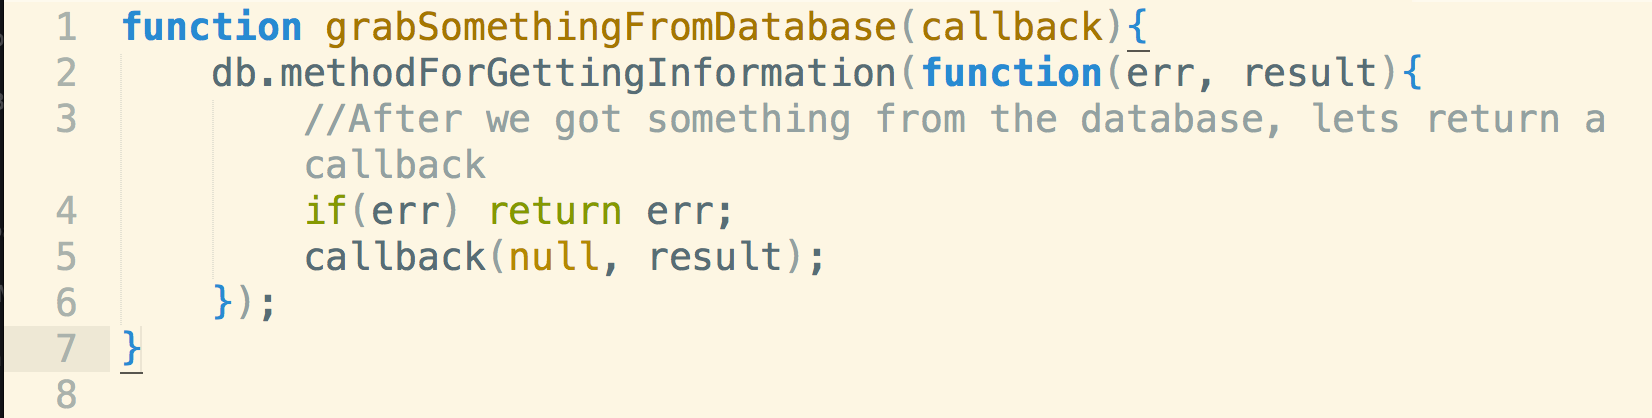 1 function grabSomethingFromDatabase(callback){
2 db.methodForGettingInformation(function(err, result){
3 //After we got something from the database, lets return a
callback
4 if(err) return err;
5 callback(null, result);
6 });
7 }
8